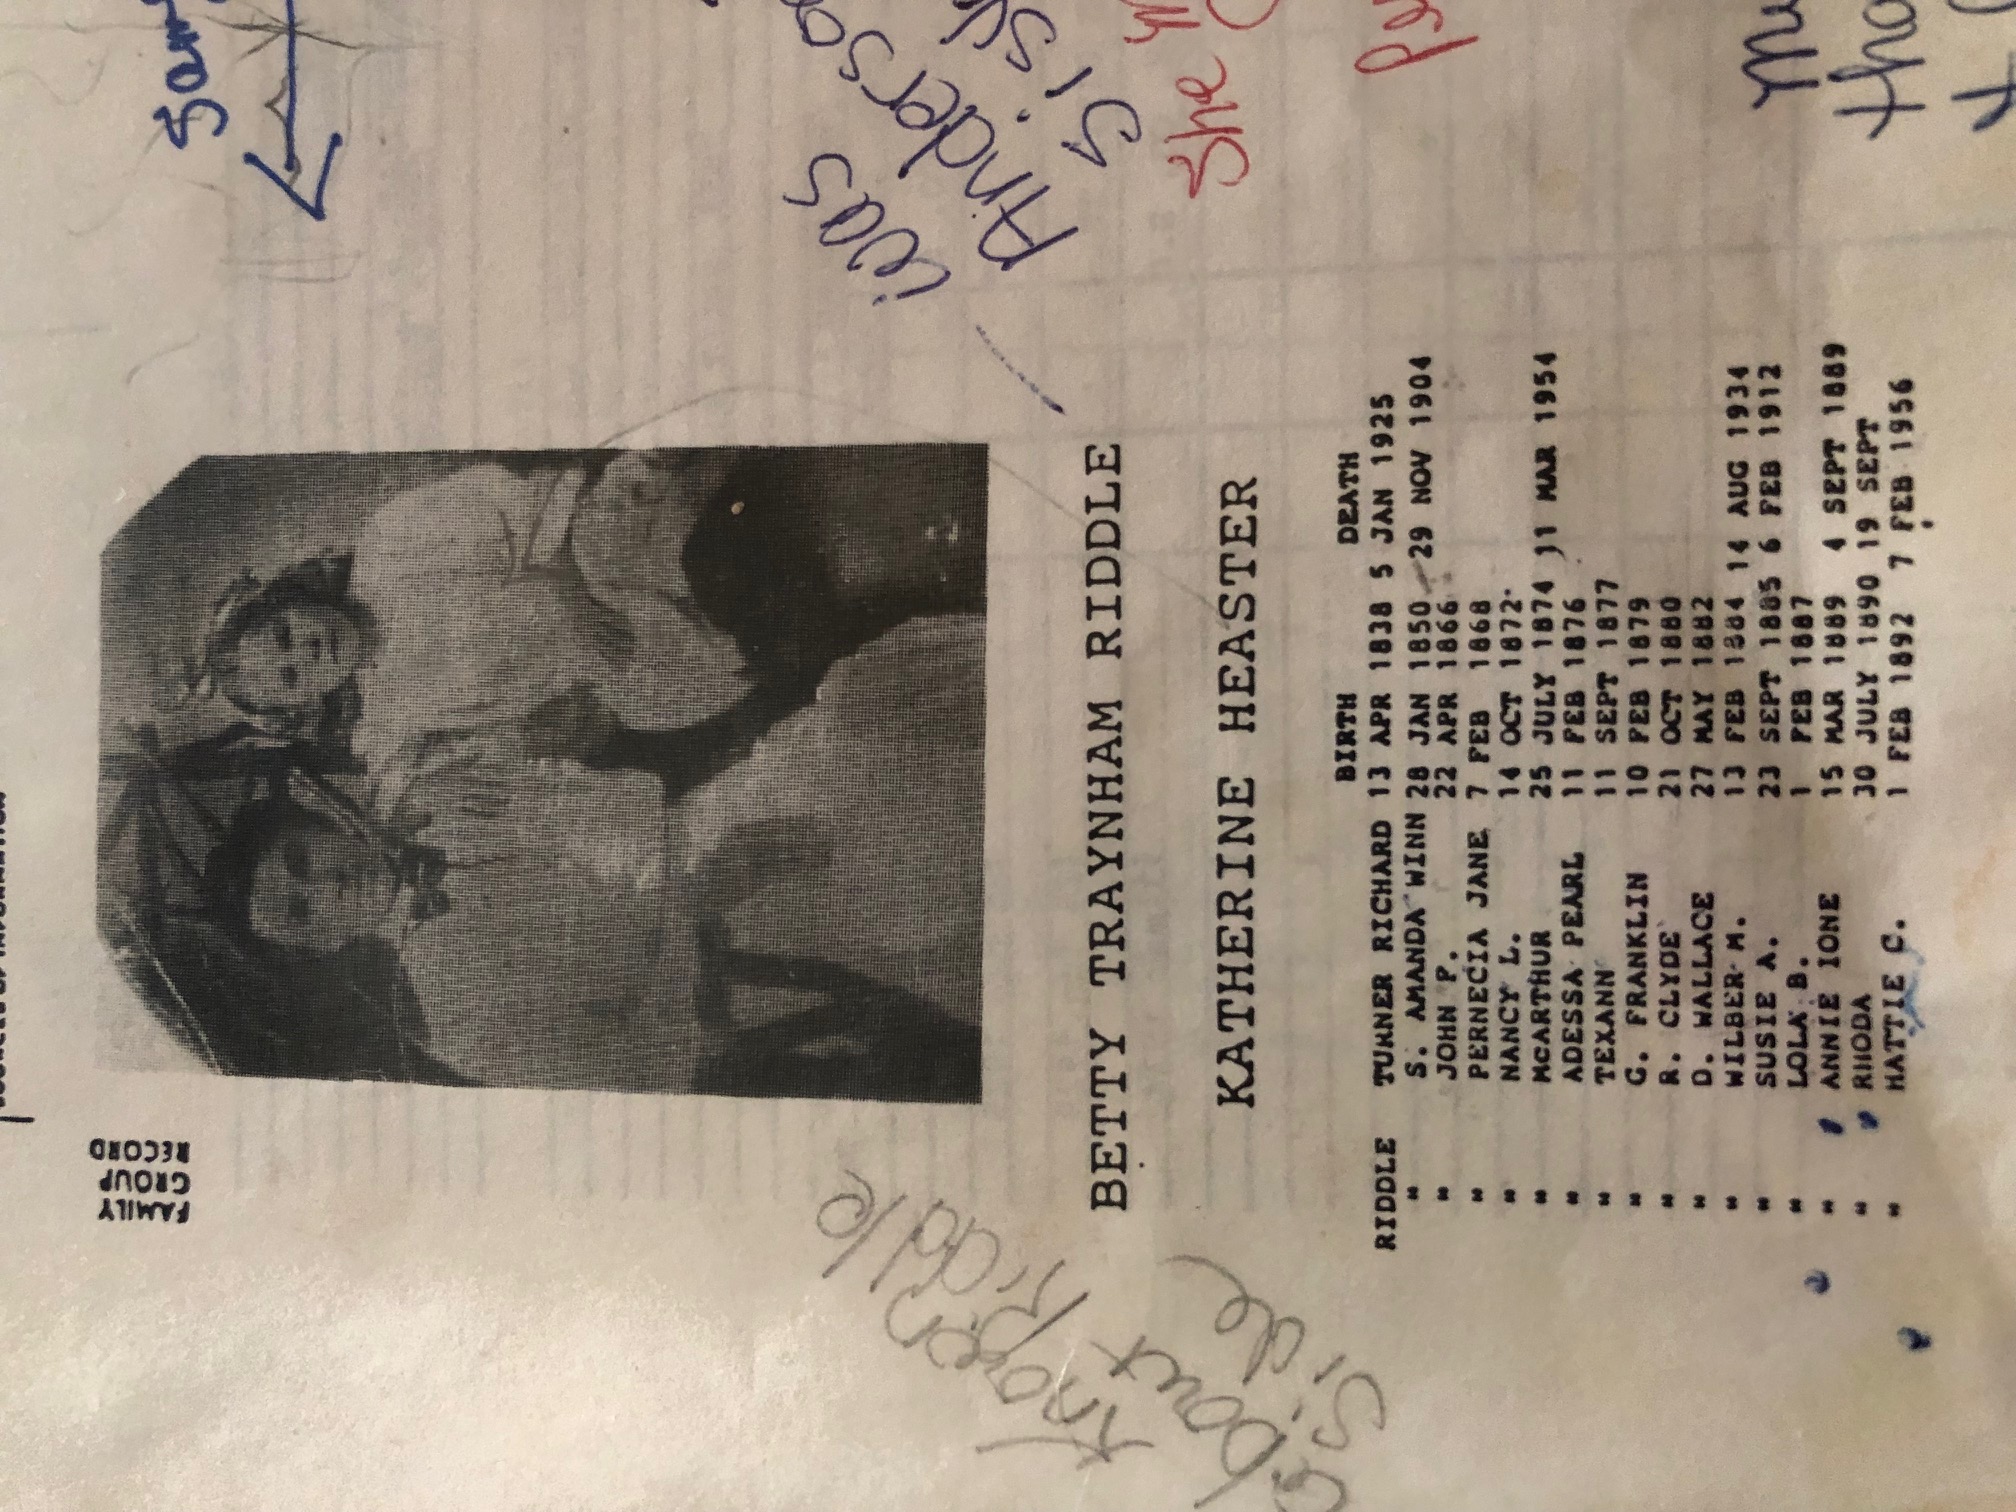 FAMILY
GROUP
RECORD
was
Anderson
She
Riddle
Side
BETTY TRAYNHAM RIDDLE
KATHERINE HEASTER
BIRTH DEATH
RIDDLE TURNER RICHARD 13 APR 1838 5 JAN 1925
" S. AMANDA WINN 28 JAN 1850 29 NOV 1904
" JOHN P. 22 APR 1866
" PERNECIA JANE 7 FEB 1868
" NANCY L. 14 OCT 1872
" McARTHUR 25 JULY 1874 11 MAR 1954
" ADESSA PEARL 11 FEB 1876
" TEXANN 11 SEPT 1877
" G. FRANKLIN 10 FEB 1879
" R. CLYDE 21 OCT 1880
" D. WALLACE 27 MAY 1882
" WILBER M. 13 FEB 1884 14 AUG 1934
" SUSIE A. 23 SEPT 1885 6 FEB 1912
" LOLA B. 1 FEB 1887
" ANNIE IONE 15 MAR 1889 4 SEPT 1889
" RHODA 30 JULY 1890 19 SEPT
" HATTIE C. 1 FEB 1892 7 FEB 1956